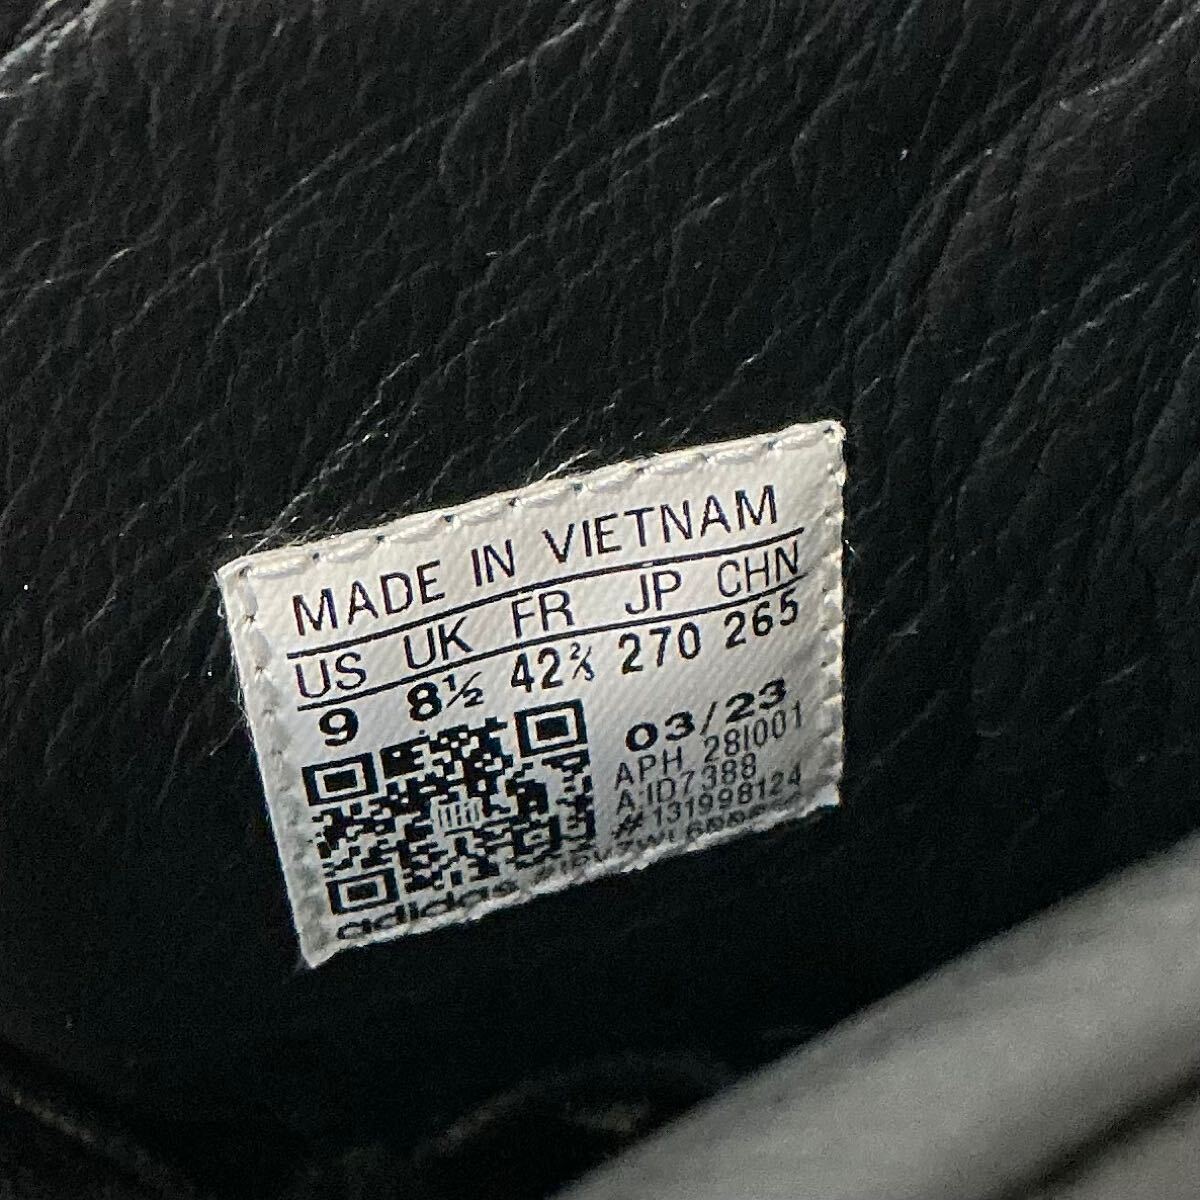 MADE IN VIETNAM
US UK FR JP CHN
9 8½ 42⅔ 270 265
03/23
APH 28I001
A:ID7388
# 131998124
adidas